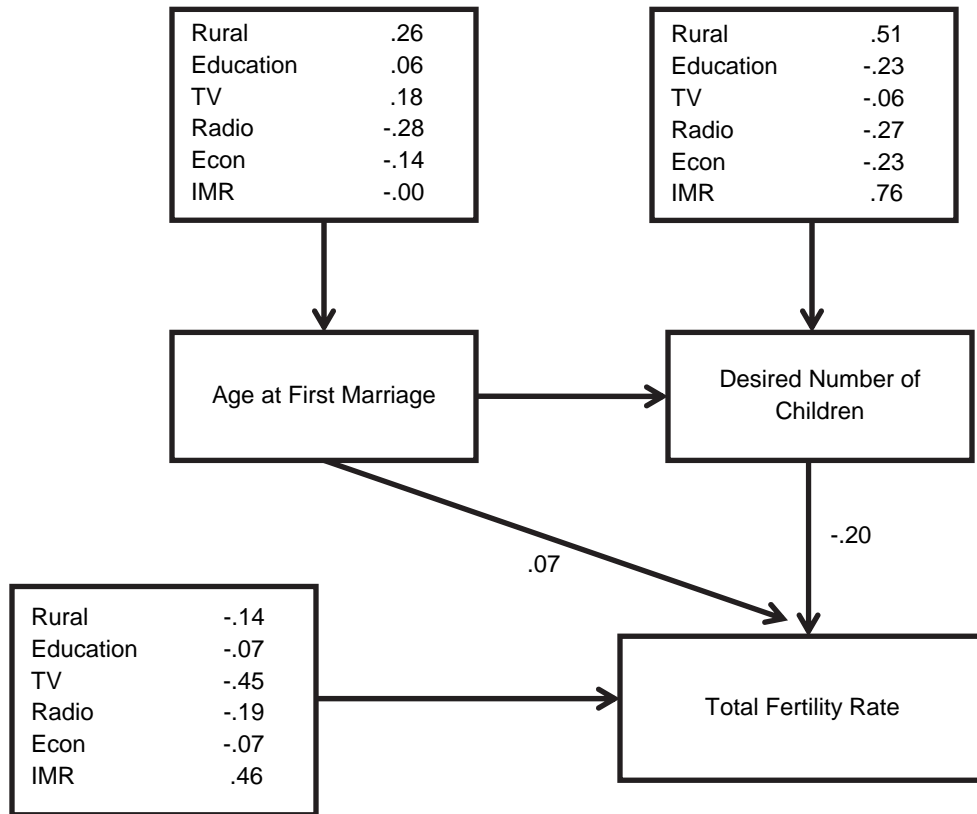 Rural .26
Education .06
TV .18
Radio -.28
Econ -.14
IMR -.00
Rural .51
Education -.23
TV -.06
Radio -.27
Econ -.23
IMR .76
Age at First Marriage
Desired Number of
Children
-.20
.07
Rural -.14
Education -.07
TV -.45
Radio -.19
Econ -.07
IMR .46
Total Fertility Rate